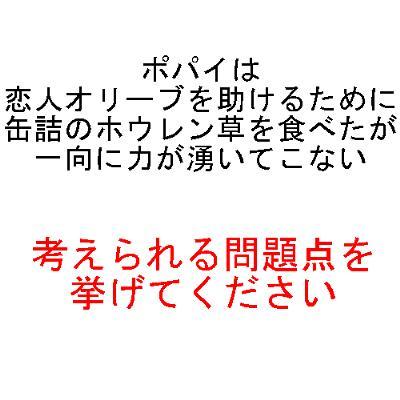 ポパイは
恋人オリーブを助けるために
缶詰のホウレン草を食べたが
一向に力が湧いてこない
考えられる問題点を
挙げてください